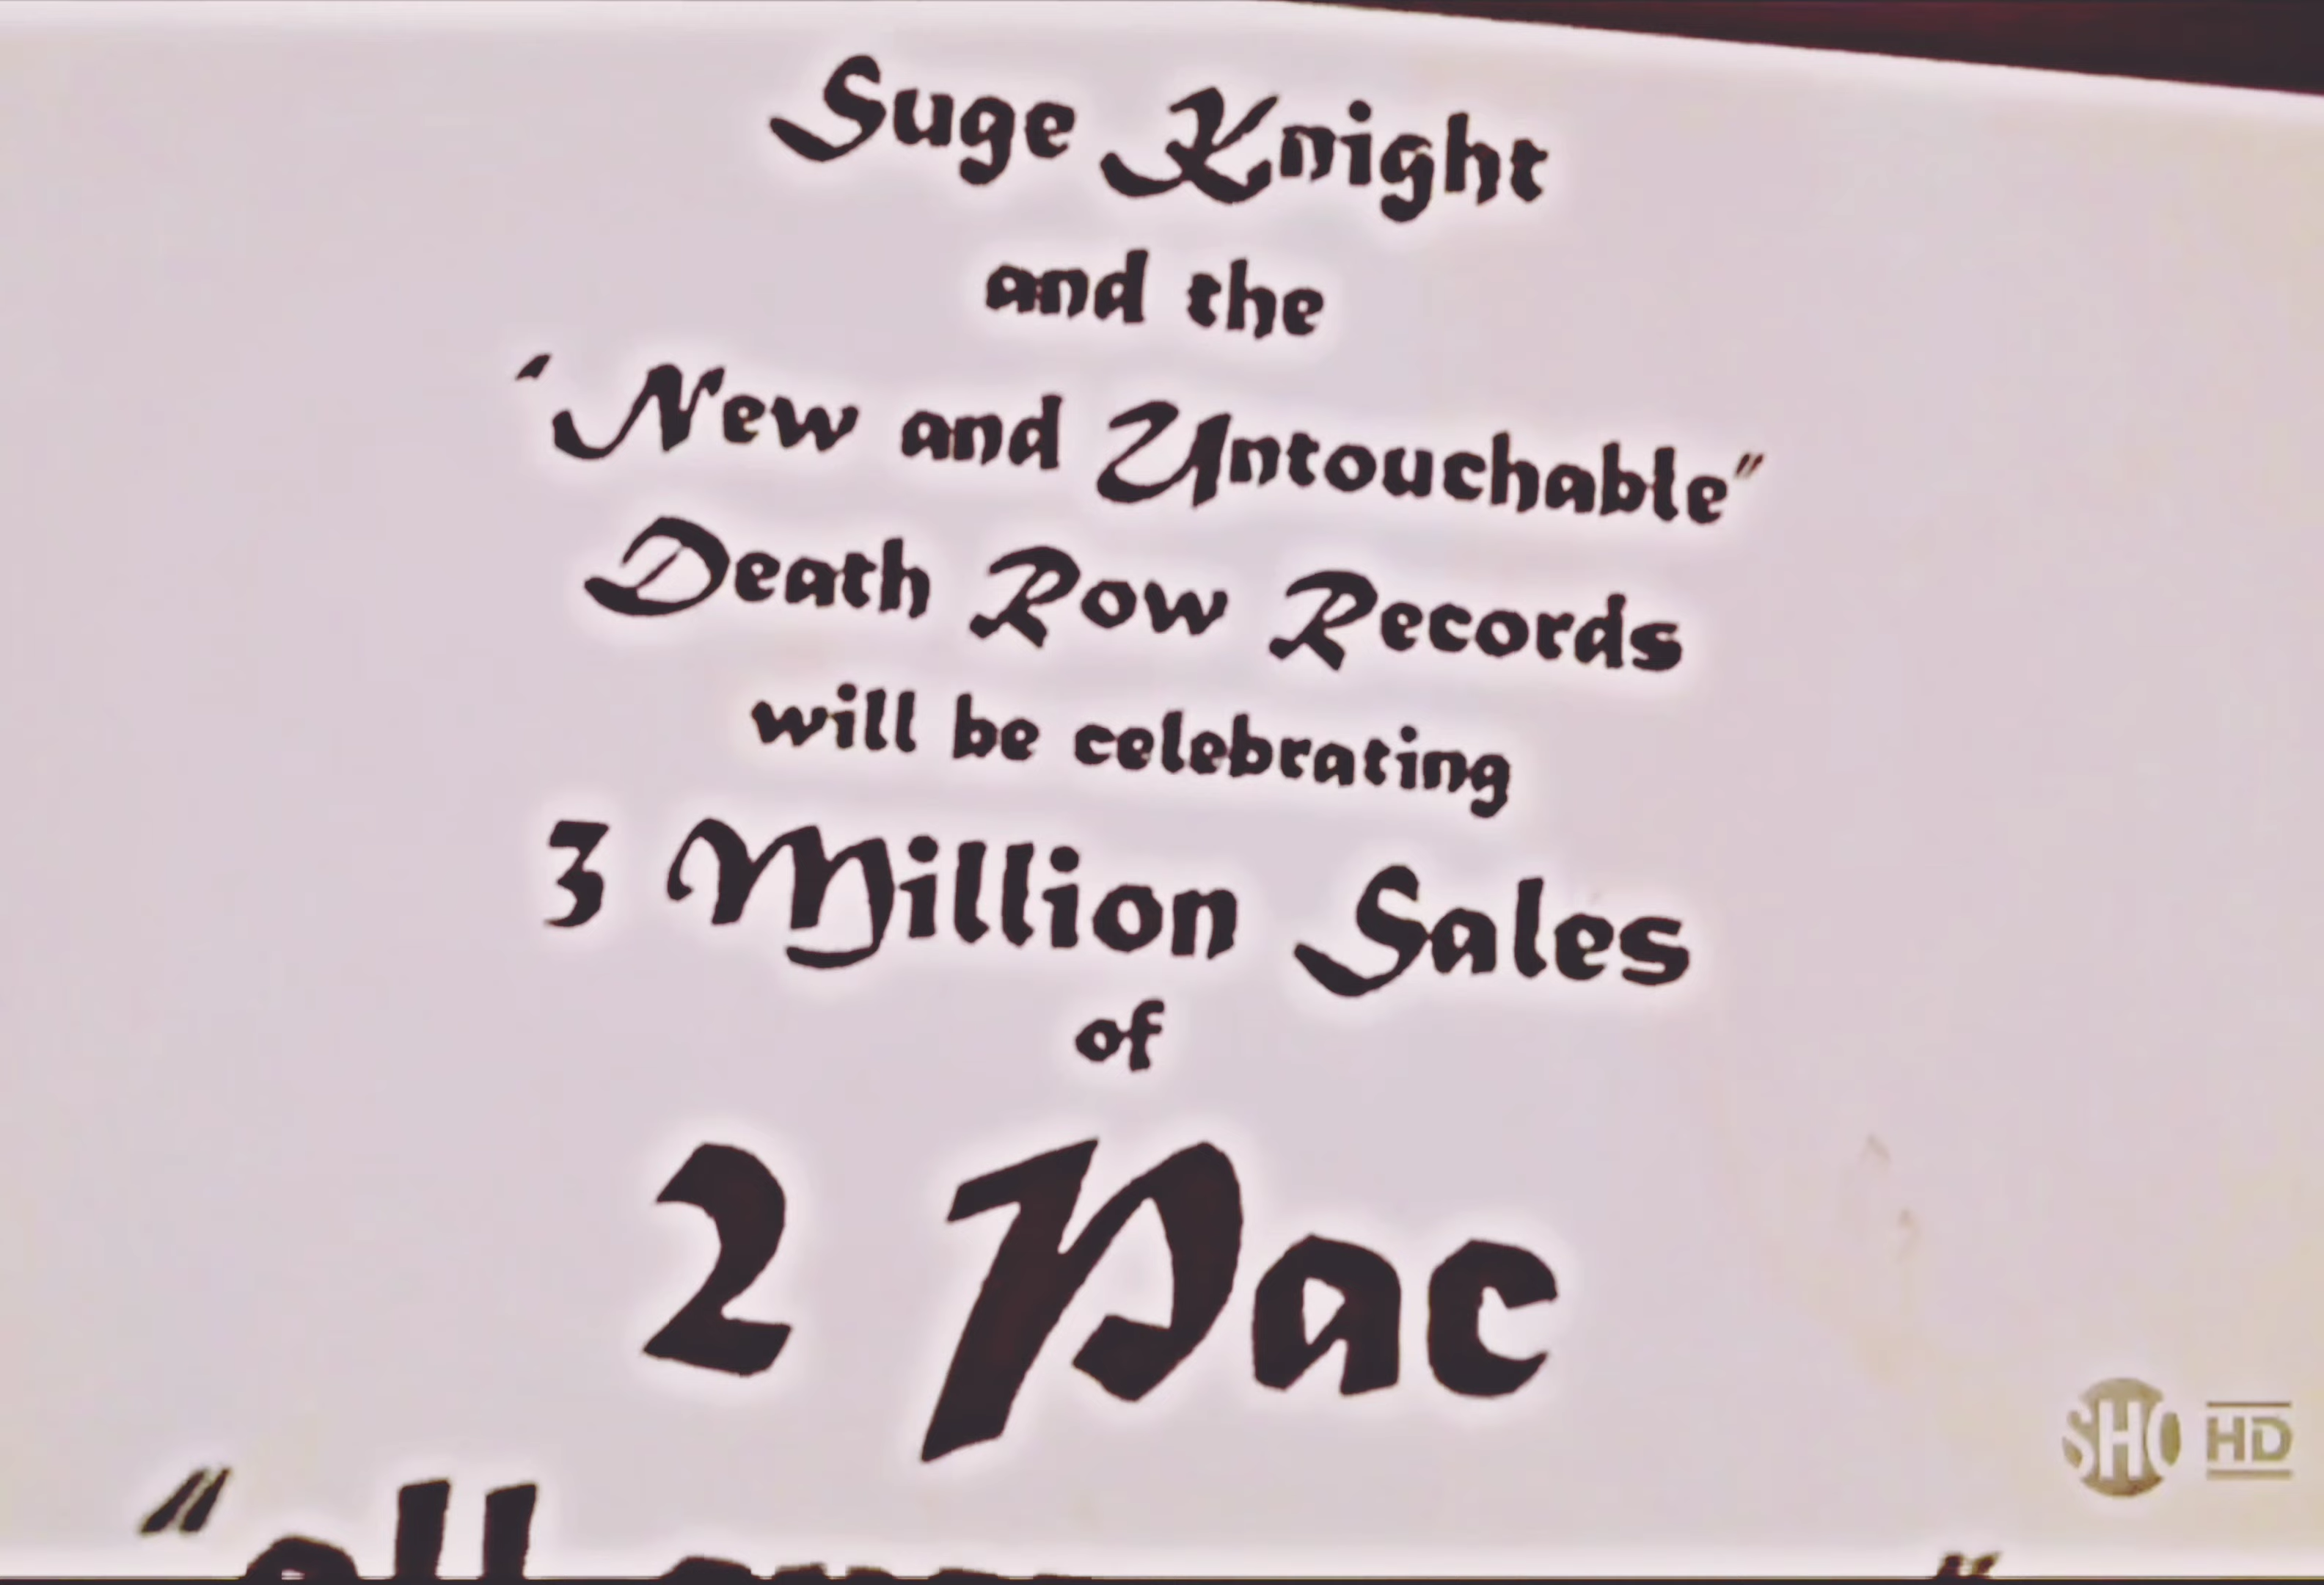 Suge Knight
and the
"New and Untouchable"
Death Row Records
will be celebrating
3 Million Sales
of
2 Pac
SHO HD